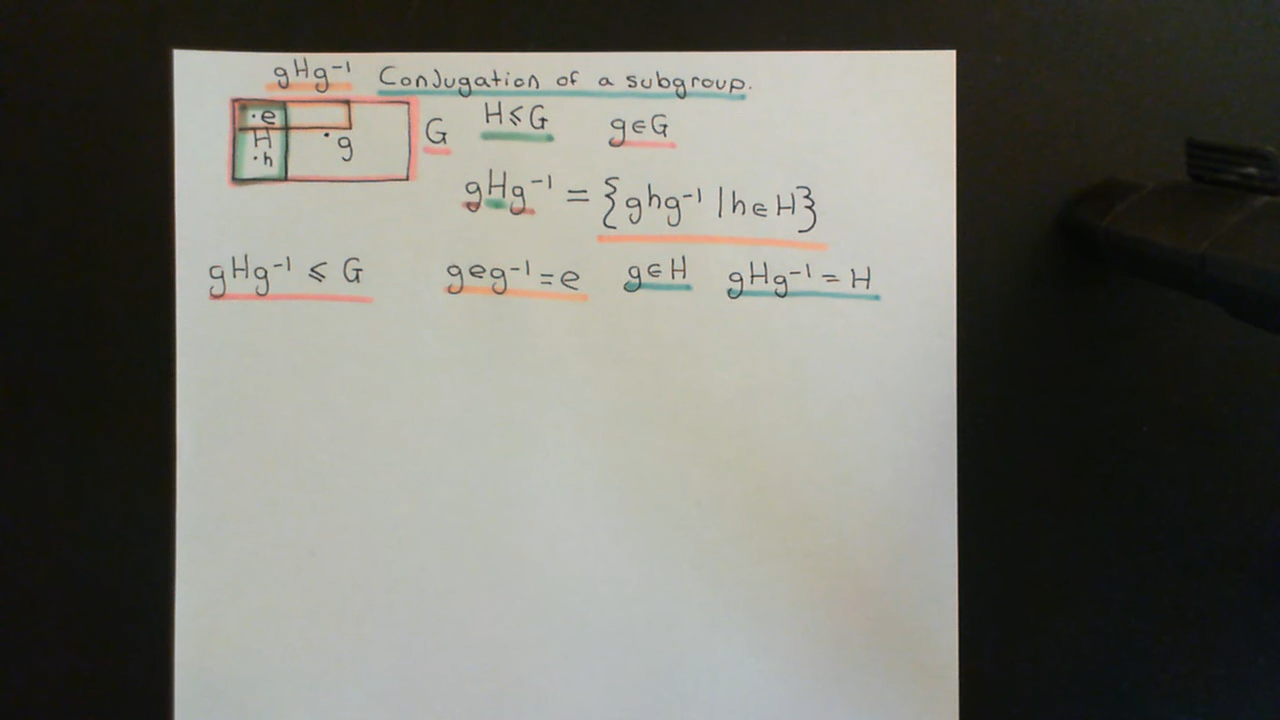 gHg⁻¹ Conjugation of a subgroup.
·e
H
·h
·g
G H≤G g∈G
gHg⁻¹ = {ghg⁻¹ | h∈H}
gHg⁻¹ ≤ G geg⁻¹=e g∈H gHg⁻¹ = H